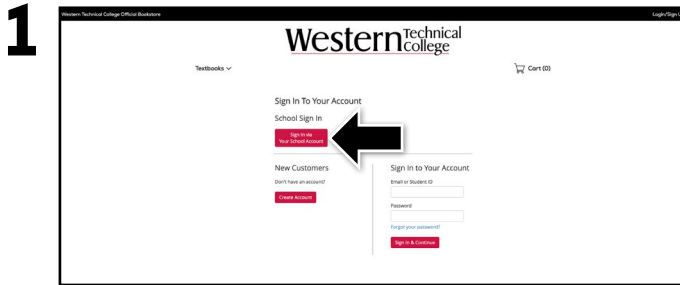 1
Western Technical College Official Bookstore
Login/Sign U
Western Technical College
Textbooks
Cart (0)
Sign In To Your Account
School Sign In
Sign In via
Your School Account
New Customers
Don't have an account?
Create Account
Sign In to Your Account
Email or Student ID
Password
Forgot your password?
Sign In & Continue